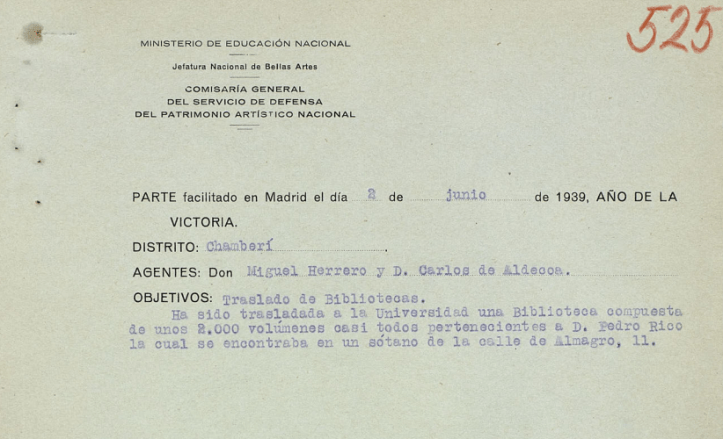 525
MINISTERIO DE EDUCACIÓN NACIONAL
Jefatura Nacional de Bellas Artes
COMISARÍA GENERAL
DEL SERVICIO DE DEFENSA
DEL PATRIMONIO ARTÍSTICO NACIONAL
PARTE facilitado en Madrid el día 2 de junio de 1939, AÑO DE LA
VICTORIA.
DISTRITO: Chamberí.
AGENTES: Don Miguel Herrero y D. Carlos de Aldecoa.
OBJETIVOS: Traslado de Bibliotecas.
Ha sido trasladada a la Universidad una Biblioteca compuesta
de unos 2.000 volúmenes casi todos pertenecientes a D. Pedro Rico
la cual se encontraba en un sótano de la calle de Almagro, 11.